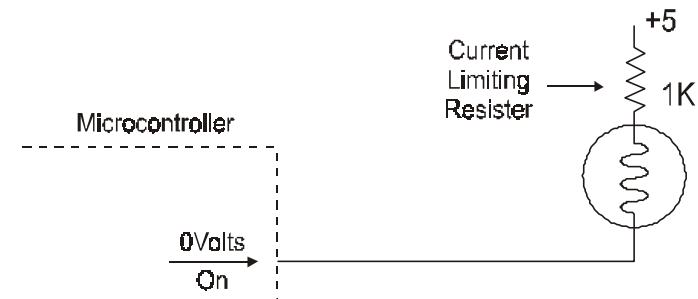 +5
Current
Limiting
Resister
1K
Microcontroller
0Volts
On